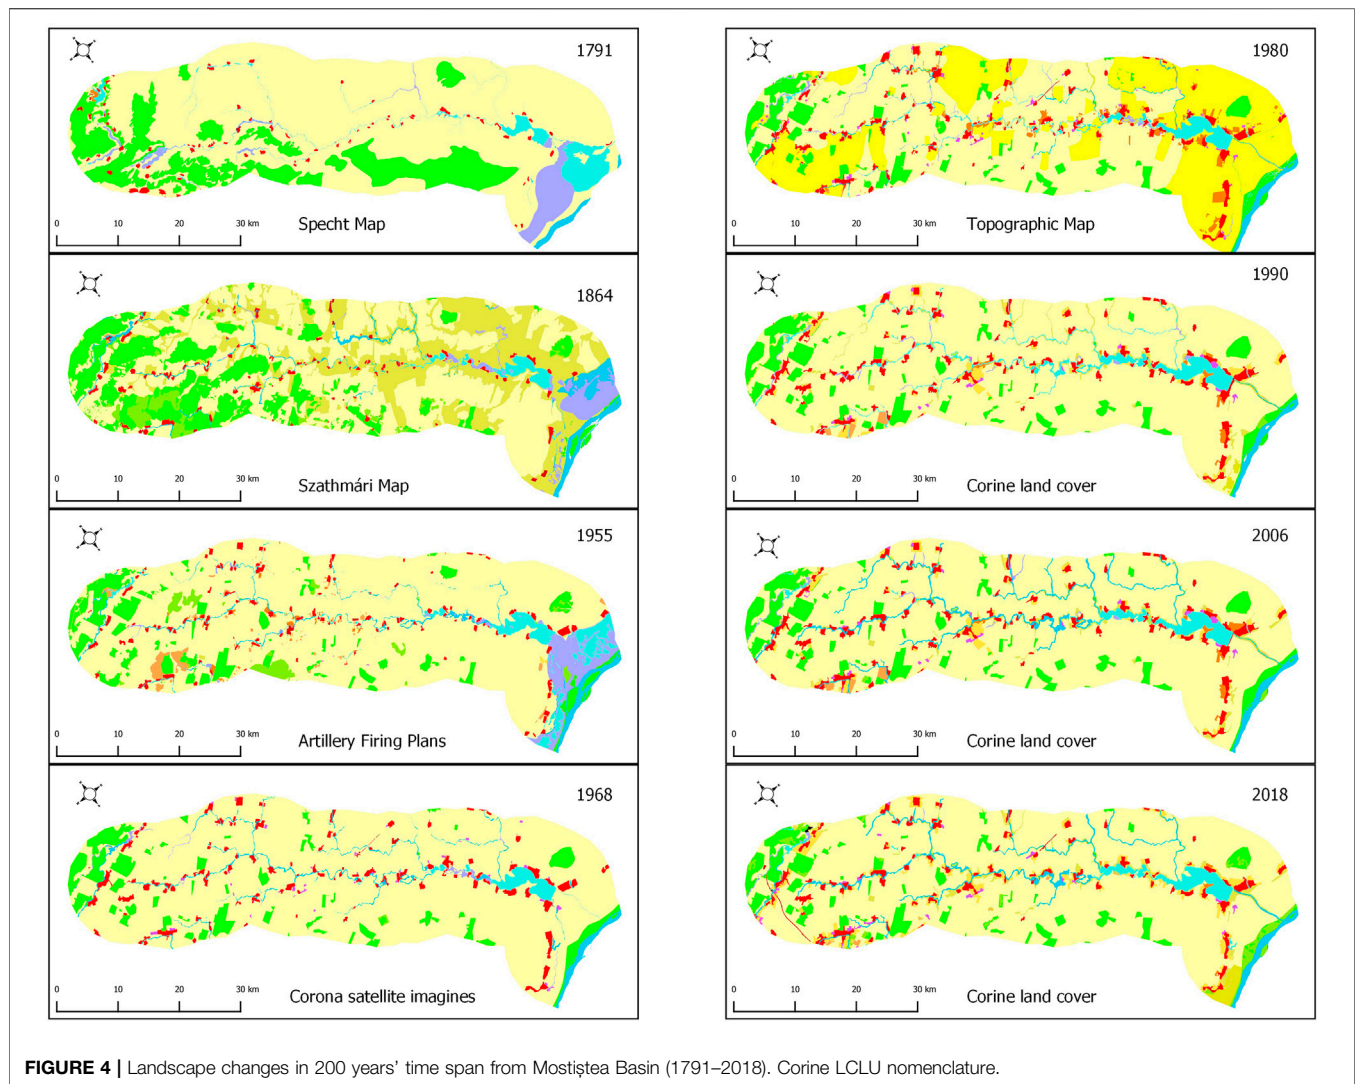 1791
Specht Map
0 10 20 30 km
1864
Szathmári Map
0 10 20 30 km
1955
Artillery Firing Plans
0 10 20 30 km
1968
Corona satellite imagines
0 10 20 30 km
1980
Topographic Map
0 10 20 30 km
1990
Corine land cover
0 10 20 30 km
2006
Corine land cover
0 10 20 30 km
2018
Corine land cover
0 10 20 30 km
FIGURE 4 | Landscape changes in 200 years’ time span from Mostiștea Basin (1791–2018). Corine LCLU nomenclature.